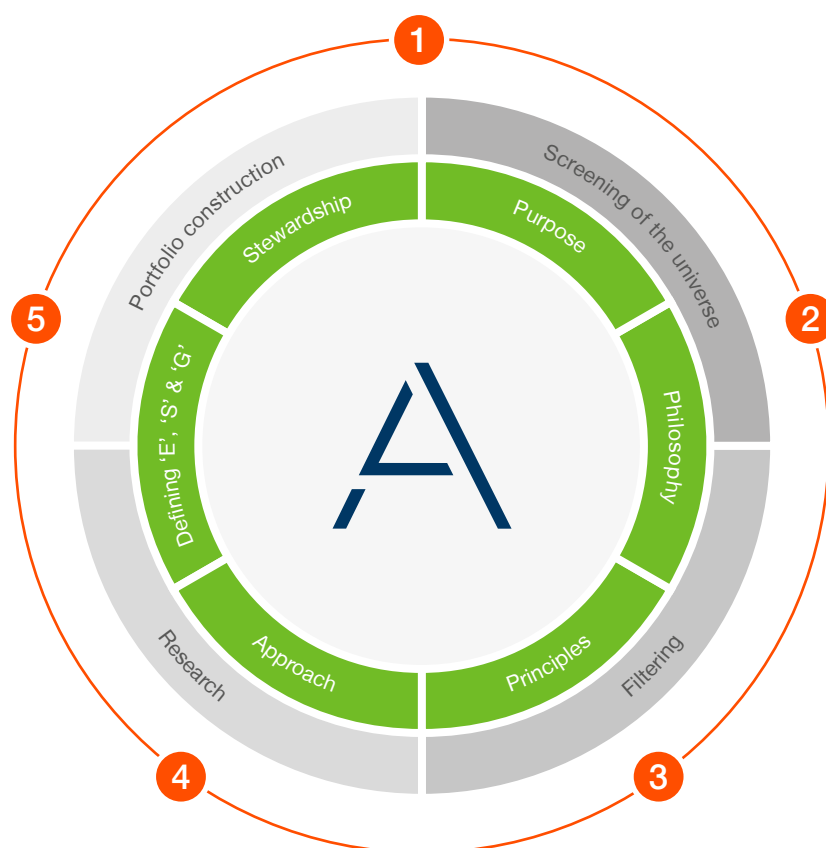 1
2
3
4
5
Screening of the universe
Filtering
Research
Portfolio construction
Purpose
Philosophy
Principles
Approach
Defining ‘E’, ‘S’ & ‘G’
Stewardship